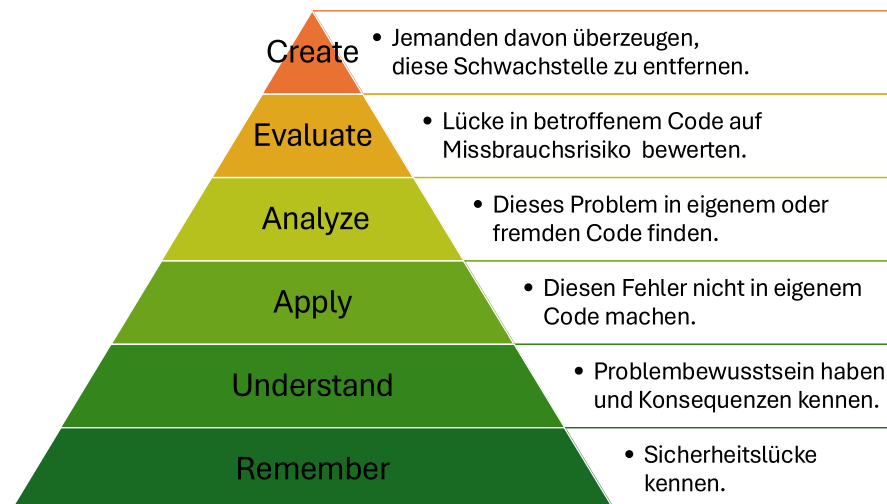 Create
• Jemanden davon überzeugen,
diese Schwachstelle zu entfernen.
Evaluate
• Lücke in betroffenem Code auf
Missbrauchsrisiko bewerten.
Analyze
• Dieses Problem in eigenem oder
fremden Code finden.
Apply
• Diesen Fehler nicht in eigenem
Code machen.
Understand
• Problembewusstsein haben
und Konsequenzen kennen.
Remember
• Sicherheitslücke
kennen.